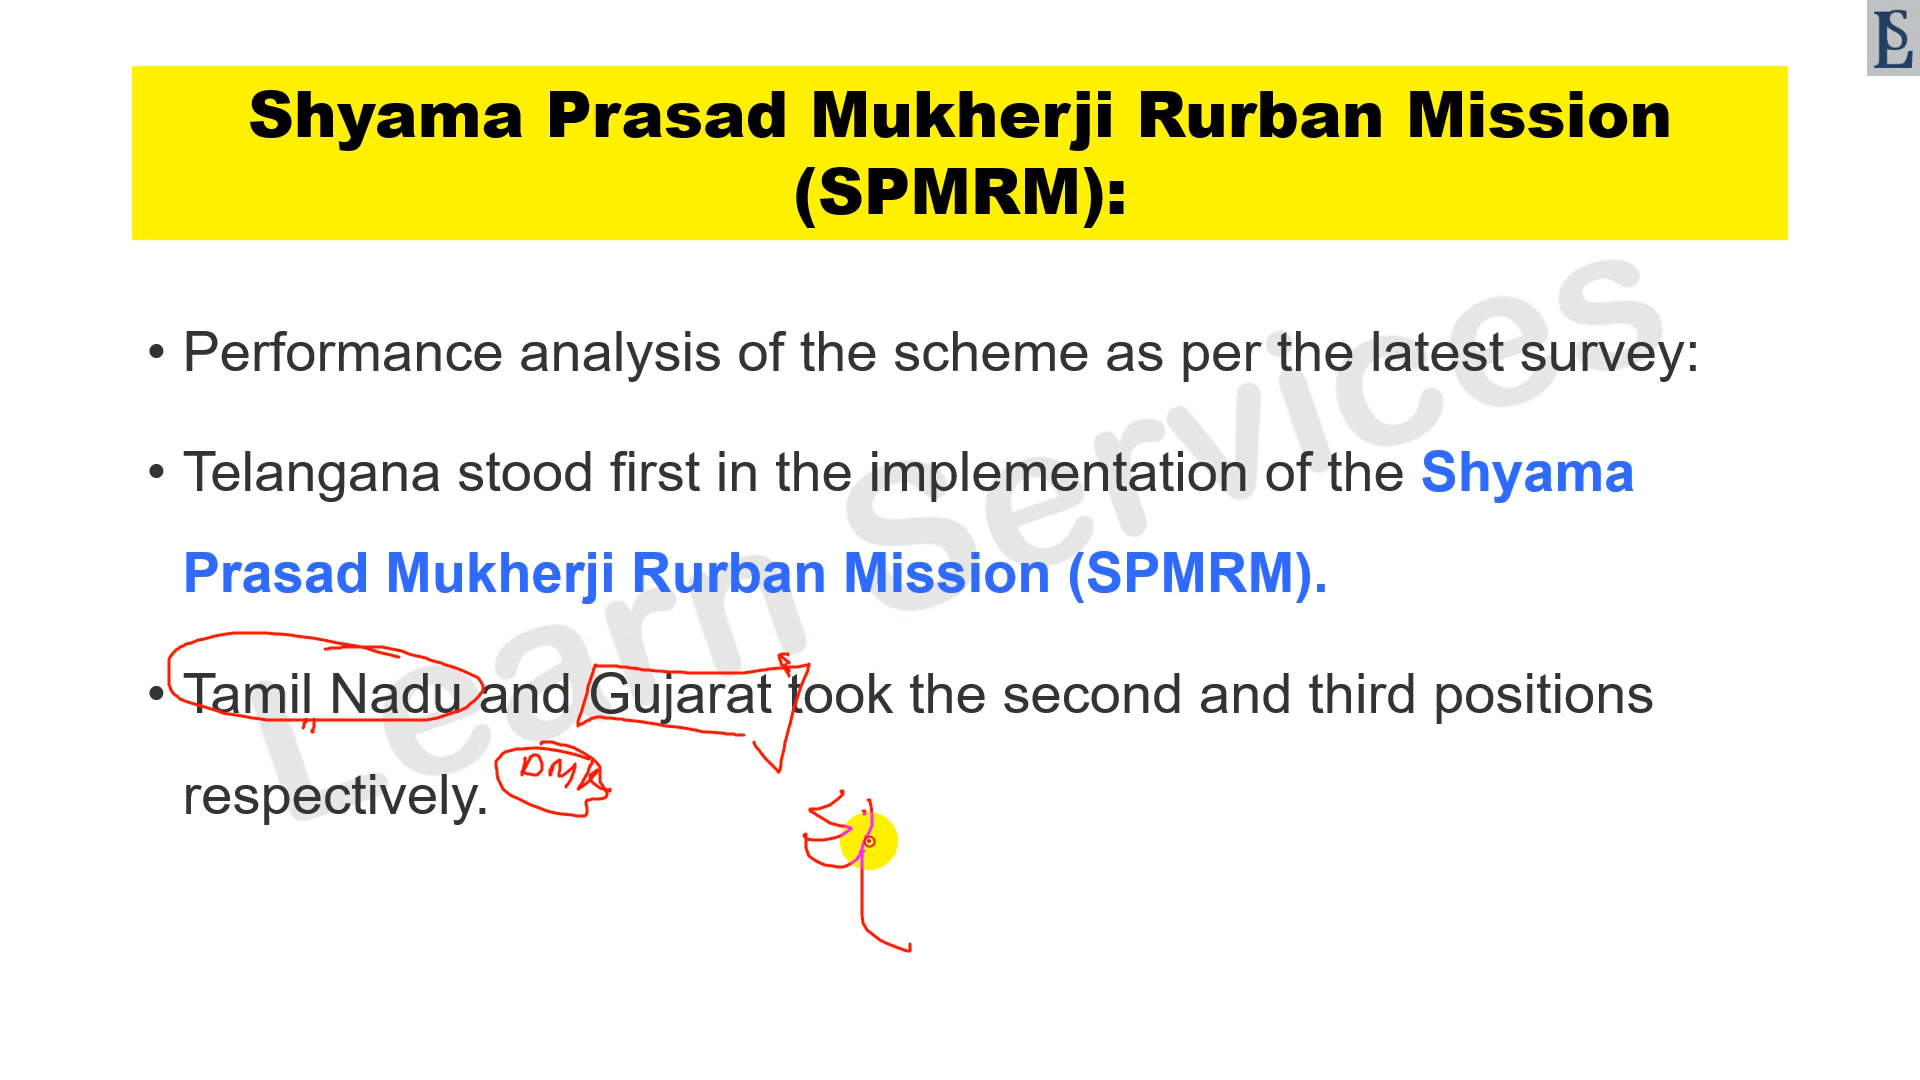 Shyama Prasad Mukherji Rurban Mission
(SPMRM):
• Performance analysis of the scheme as per the latest survey:
• Telangana stood first in the implementation of the Shyama
Prasad Mukherji Rurban Mission (SPMRM).
• Tamil Nadu and Gujarat took the second and third positions
respectively.
DMK
Learn Services
LS